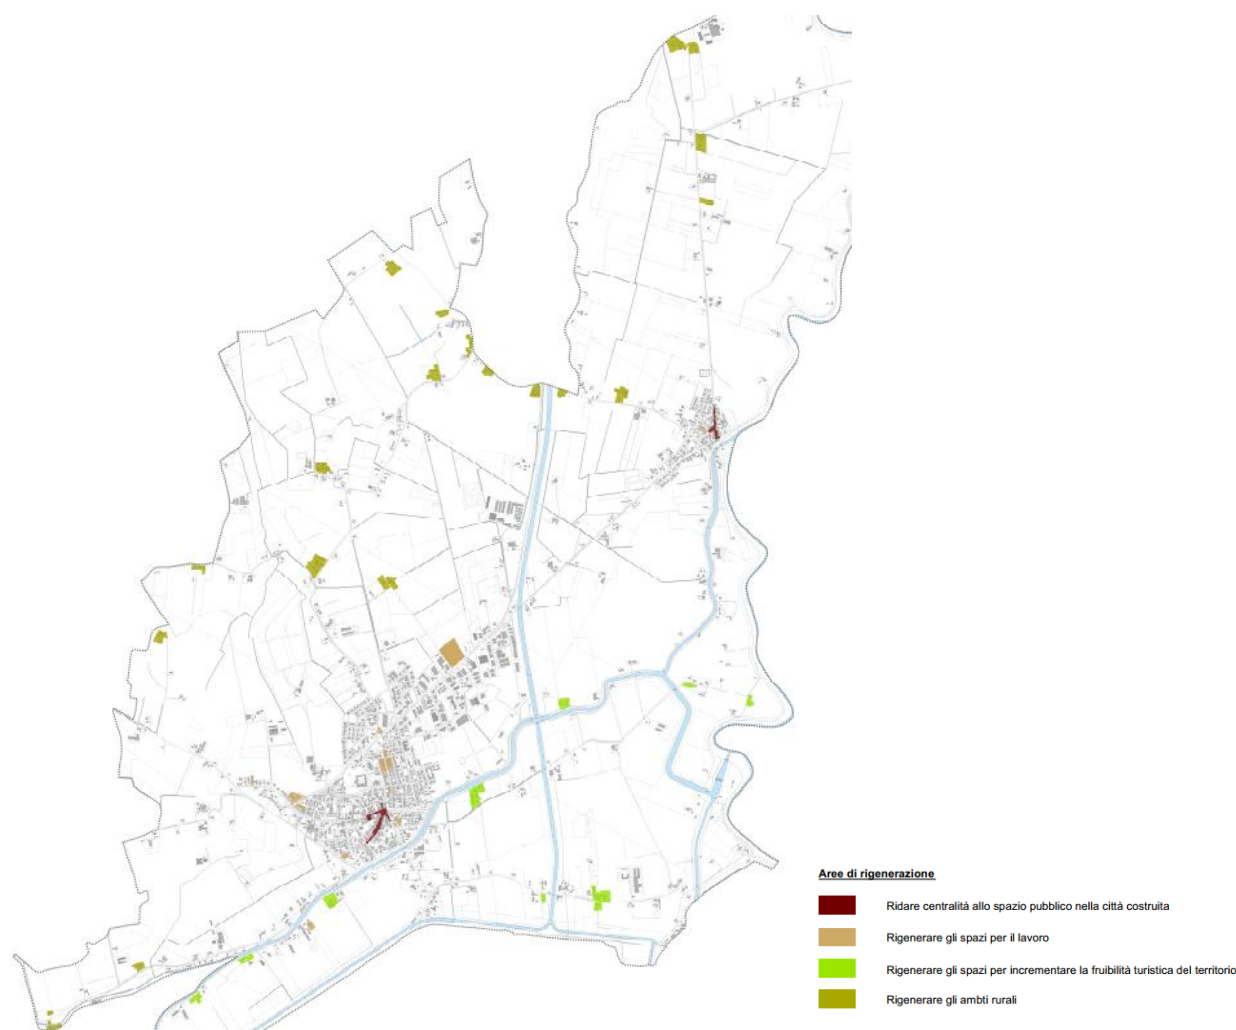 Aree di rigenerazione
Ridare centralità allo spazio pubblico nella città costruita
Rigenerare gli spazi per il lavoro
Rigenerare gli spazi per incrementare la fruibilità turistica del territorio
Rigenerare gli ambti rurali